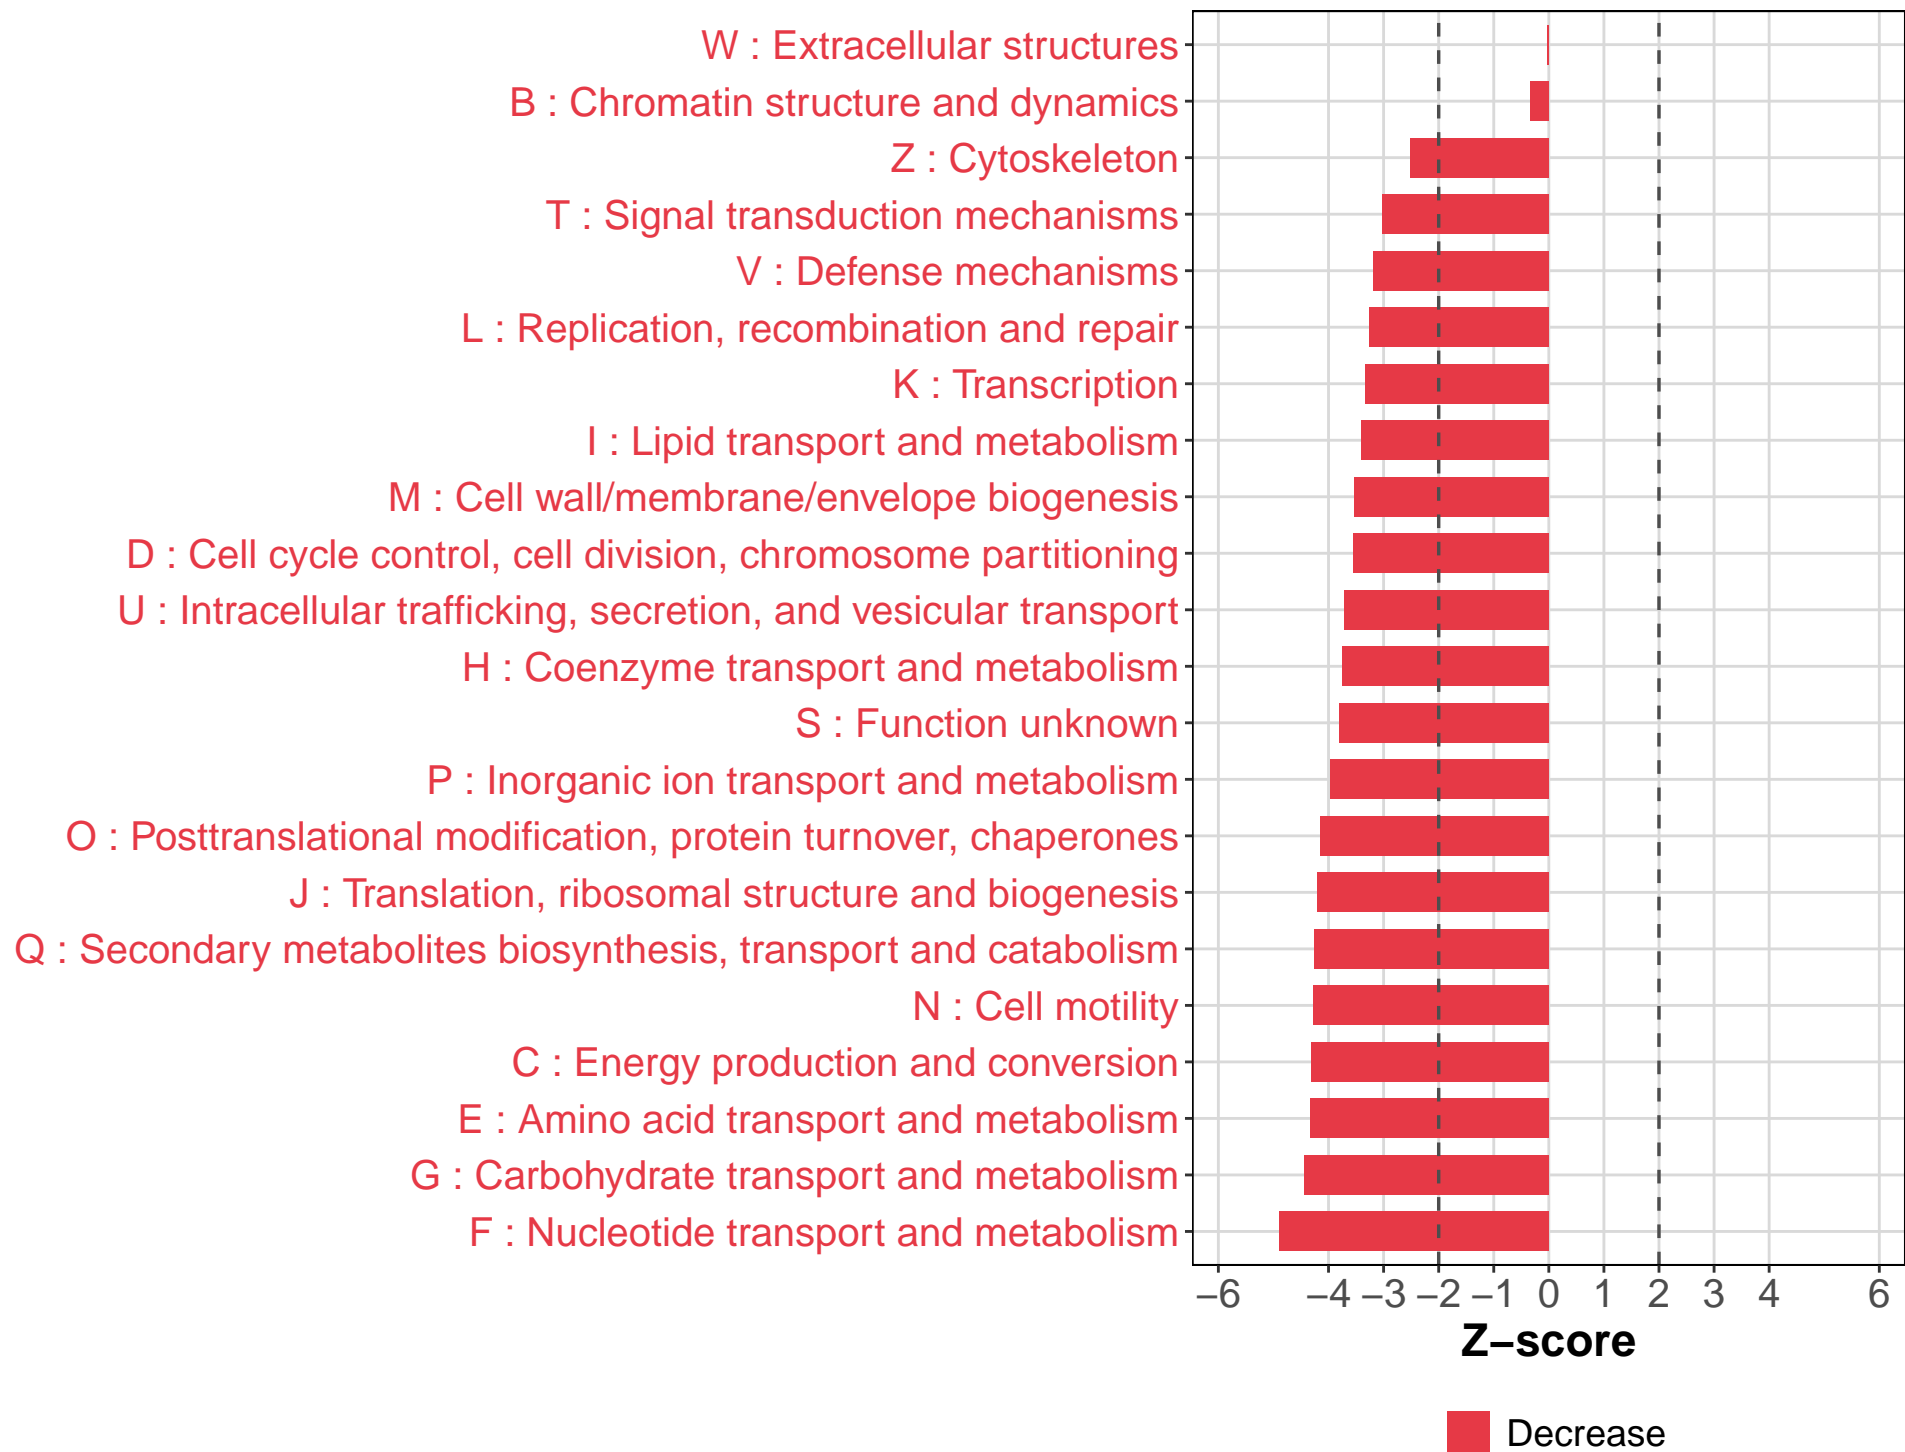 W : Extracellular structures
B : Chromatin structure and dynamics
Z : Cytoskeleton
T : Signal transduction mechanisms
V : Defense mechanisms
L : Replication, recombination and repair
K : Transcription
I : Lipid transport and metabolism
M : Cell wall/membrane/envelope biogenesis
D : Cell cycle control, cell division, chromosome partitioning
U : Intracellular trafficking, secretion, and vesicular transport
H : Coenzyme transport and metabolism
S : Function unknown
P : Inorganic ion transport and metabolism
O : Posttranslational modification, protein turnover, chaperones
J : Translation, ribosomal structure and biogenesis
Q : Secondary metabolites biosynthesis, transport and catabolism
N : Cell motility
C : Energy production and conversion
E : Amino acid transport and metabolism
G : Carbohydrate transport and metabolism
F : Nucleotide transport and metabolism
−6 −4 −3 −2 −1 0 1 2 3 4 6
Z−score
Decrease